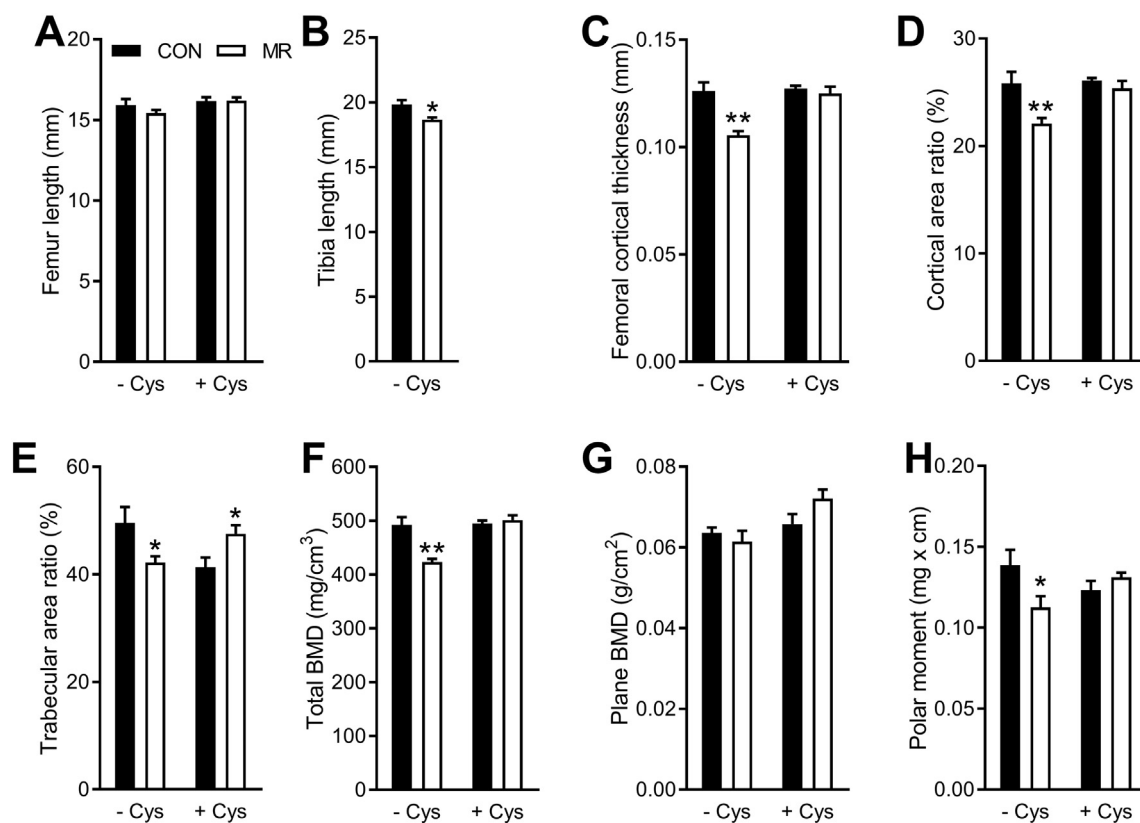 A
CON MR
20
15
10
5
0
Femur length (mm)
- Cys + Cys
B
25
20
15
10
5
0
Tibia length (mm)
*
- Cys
C
0.15
0.10
0.05
0.00
Femoral cortical thickness (mm)
**
- Cys + Cys
D
30
20
10
0
Cortical area ratio (%)
**
- Cys + Cys
E
60
40
20
0
Trabecular area ratio (%)
* *
- Cys + Cys
F
600
500
400
300
200
100
0
Total BMD (mg/cm³)
**
- Cys + Cys
G
0.08
0.06
0.04
0.02
0.00
Plane BMD (g/cm²)
- Cys + Cys
H
0.20
0.15
0.10
0.05
0.00
Polar moment (mg x cm)
*
- Cys + Cys